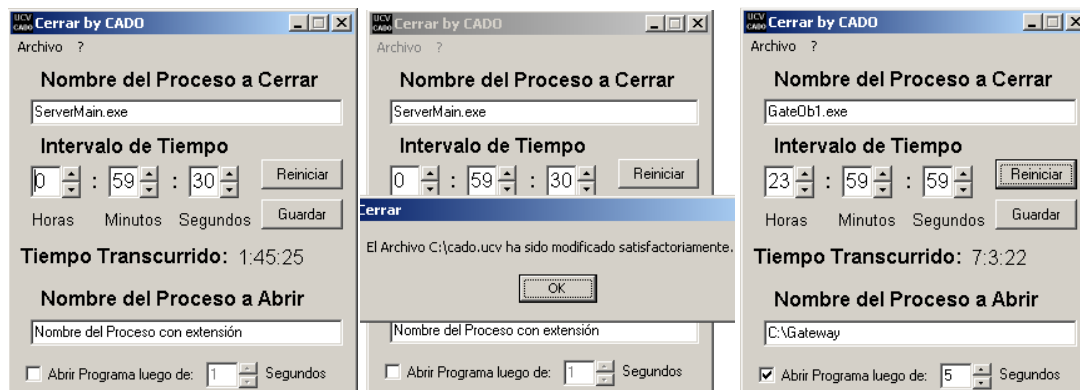 UCV CADO Cerrar by CADO
Archivo ?
Nombre del Proceso a Cerrar
ServerMain.exe
Intervalo de Tiempo
0 : 59 : 30
Reiniciar
Horas Minutos Segundos
Guardar
Tiempo Transcurrido: 1:45:25
Nombre del Proceso a Abrir
Nombre del Proceso con extensión
Abrir Programa luego de: 1 Segundos
UCV CADO Cerrar by CADO
Archivo ?
Nombre del Proceso a Cerrar
ServerMain.exe
Intervalo de Tiempo
0 : 59 : 30
Reiniciar
Cerrar
El Archivo C:\cado.ucv ha sido modificado satisfactoriamente.
OK
Nombre del Proceso con extensión
Abrir Programa luego de: 1 Segundos
UCV CADO Cerrar by CADO
Archivo ?
Nombre del Proceso a Cerrar
GateOb1.exe
Intervalo de Tiempo
23 : 59 : 59
Reiniciar
Horas Minutos Segundos
Guardar
Tiempo Transcurrido: 7:3:22
Nombre del Proceso a Abrir
C:\Gateway
Abrir Programa luego de: 5 Segundos